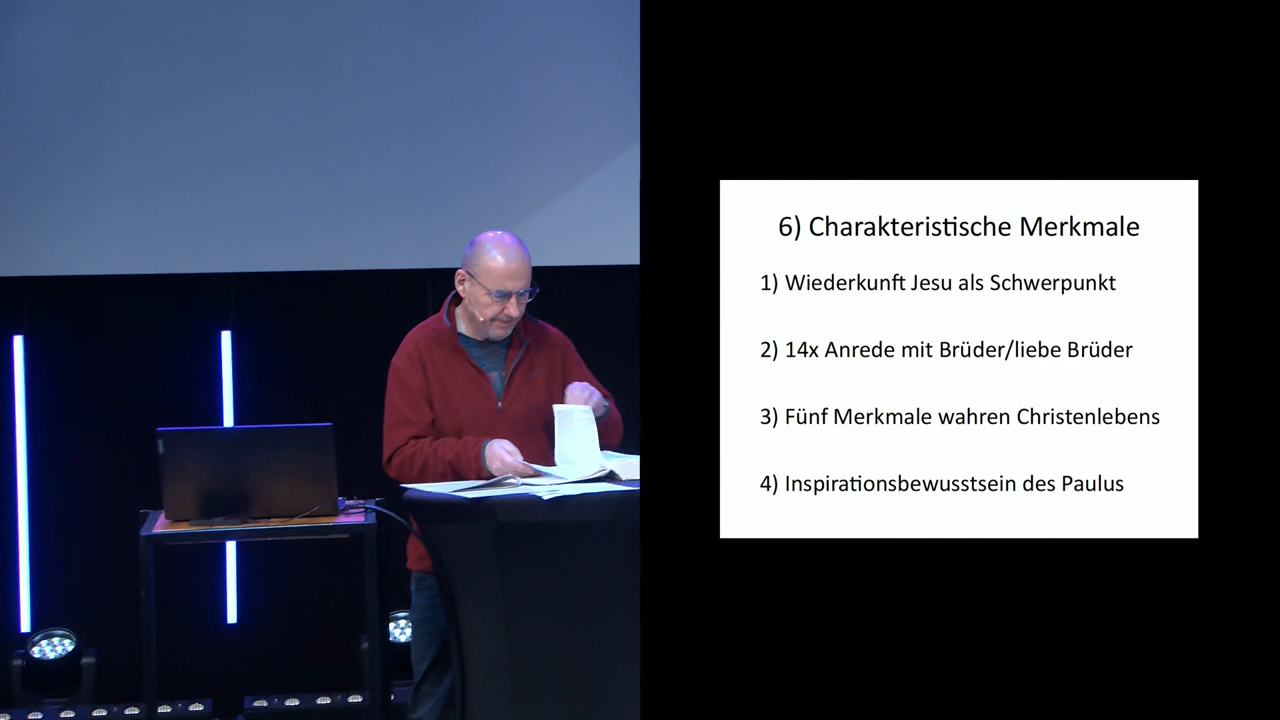 6) Charakteristische Merkmale
1) Wiederkunft Jesu als Schwerpunkt
2) 14x Anrede mit Brüder/liebe Brüder
3) Fünf Merkmale wahren Christenlebens
4) Inspirationsbewusstsein des Paulus